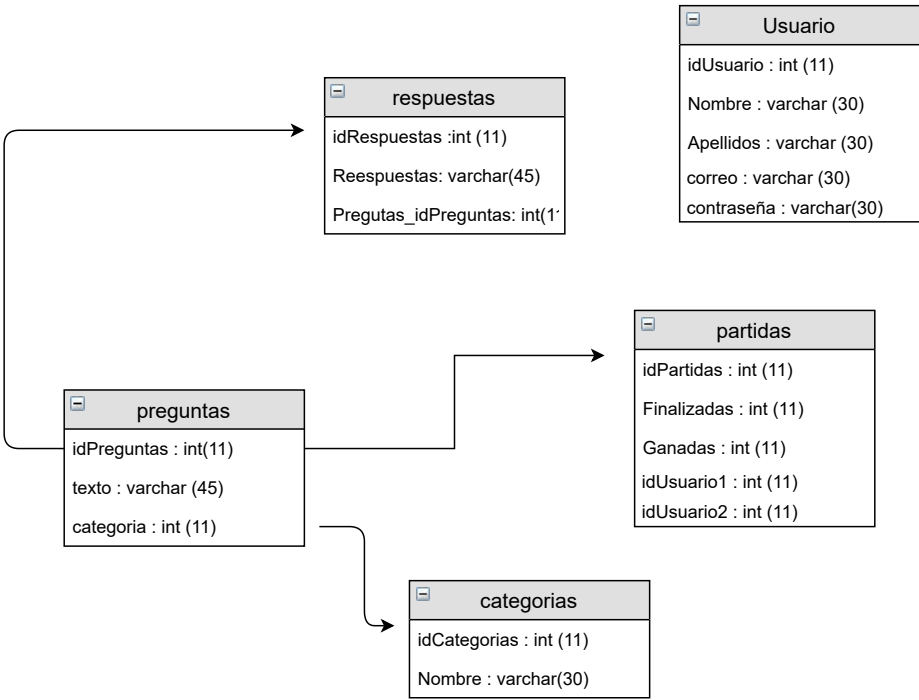 Usuario
idUsuario : int (11)
Nombre : varchar (30)
Apellidos : varchar (30)
correo : varchar (30)
contraseña : varchar(30)
respuestas
idRespuestas :int (11)
Reespuestas: varchar(45)
Pregutas_idPreguntas: int(1
partidas
idPartidas : int (11)
Finalizadas : int (11)
Ganadas : int (11)
idUsuario1 : int (11)
idUsuario2 : int (11)
preguntas
idPreguntas : int(11)
texto : varchar (45)
categoria : int (11)
categorias
idCategorias : int (11)
Nombre : varchar(30)